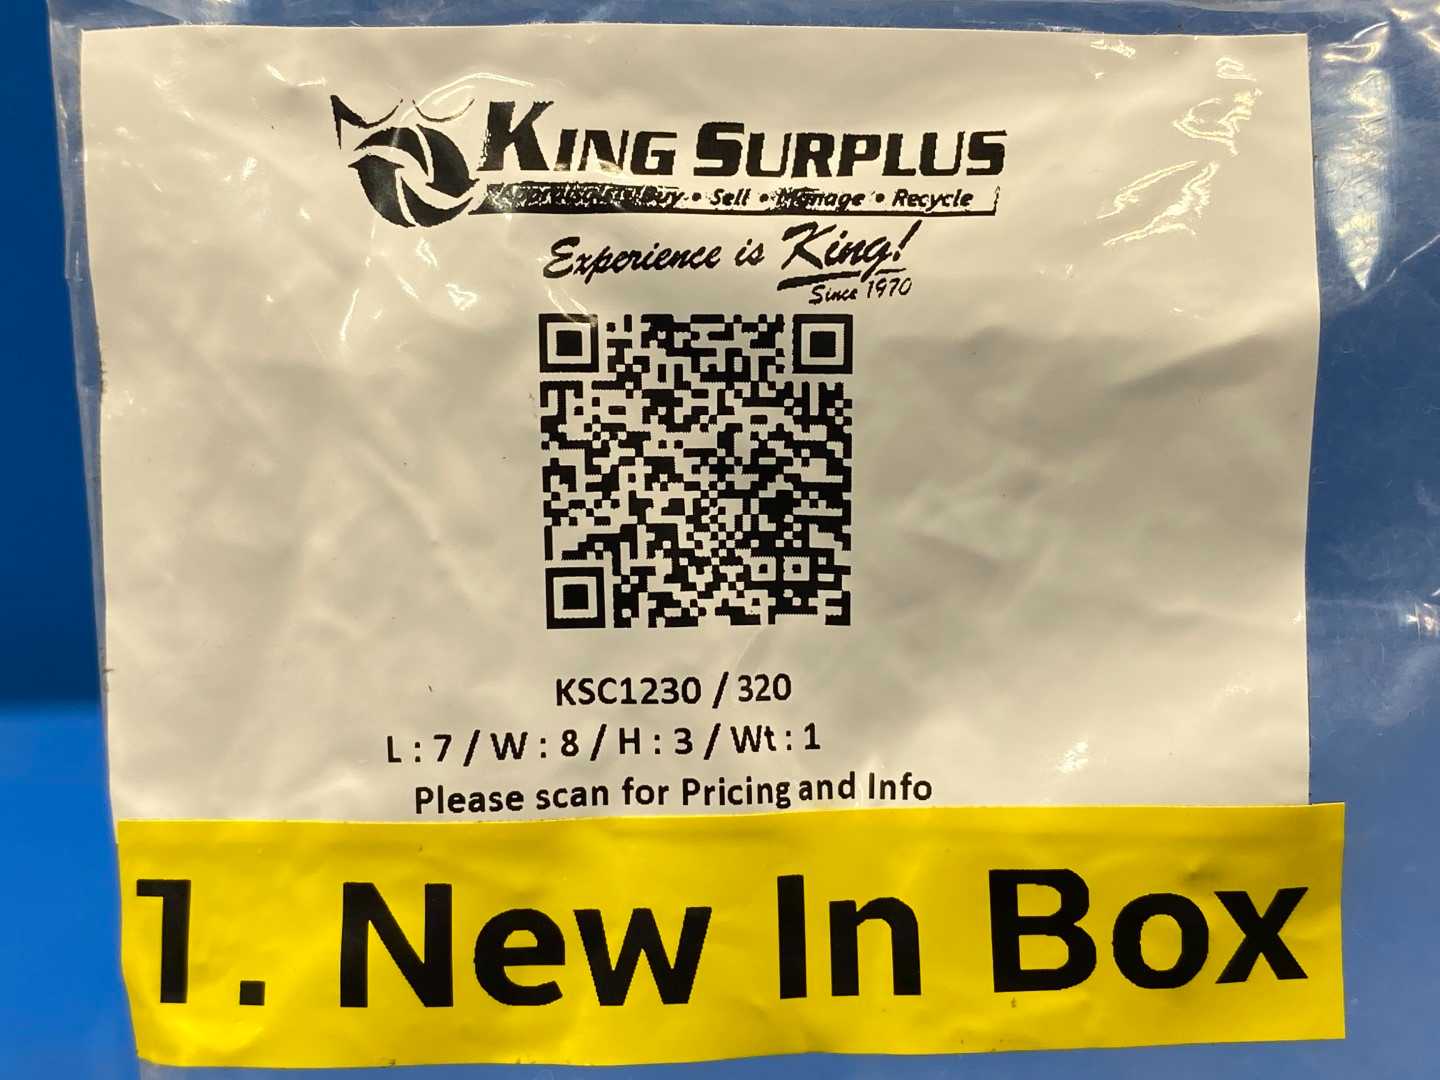 KING SURPLUS
Buy • Sell • Manage • Recycle
Experience is King!
Since 1970
KSC1230 / 320
L : 7 / W : 8 / H : 3 / Wt : 1
Please scan for Pricing and Info
1. New In Box